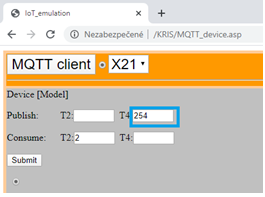 IoT_emulation
Nezabezpečené | /KRIS/MQTT_device.asp
MQTT client X21
Device [Model]
Publish: T2: T4: 254
Consume: T2: 2 T4:
Submit